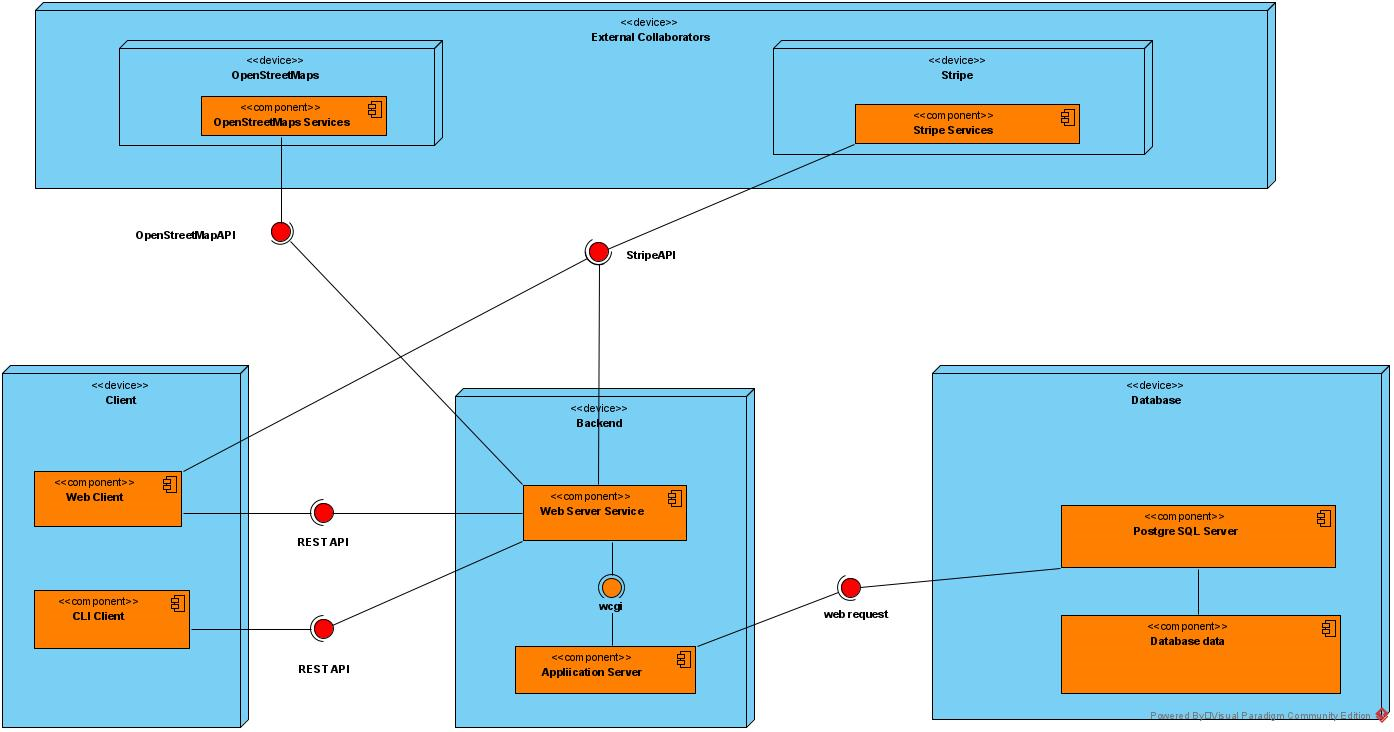 <<device>>
External Collaborators
<<device>>
OpenStreetMaps
<<component>>
OpenStreetMaps Services
<<device>>
Stripe
<<component>>
Stripe Services
OpenStreetMapAPI
StripeAPI
<<device>>
Client
<<component>>
Web Client
<<component>>
CLI Client
REST API
REST API
<<device>>
Backend
<<component>>
Web Server Service
wcgi
<<component>>
Appliication Server
web request
<<device>>
Database
<<component>>
Postgre SQL Server
<<component>>
Database data
Powered By Visual Paradigm Community Edition